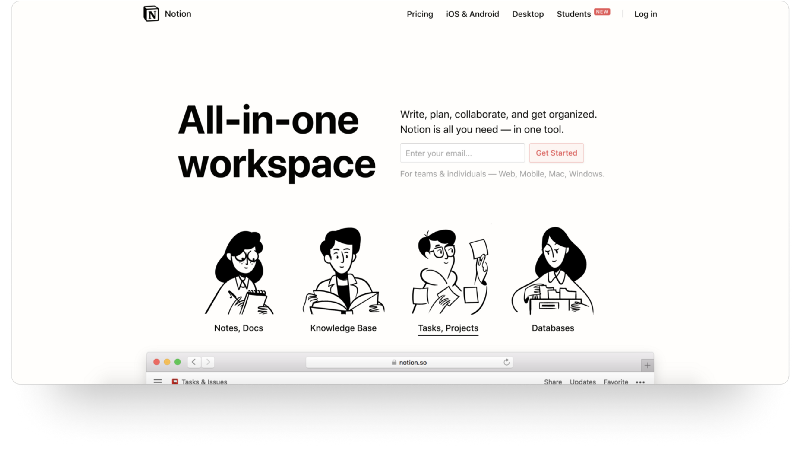 Notion
Pricing
iOS & Android
Desktop
Students NEW
Log in
All-in-one
workspace
Write, plan, collaborate, and get organized.
Notion is all you need — in one tool.
Enter your email...
Get Started
For teams & individuals — Web, Mobile, Mac, Windows.
Notes, Docs
Knowledge Base
Tasks, Projects
Databases
notion.so
Tasks & Issues
Share
Updates
Favorite